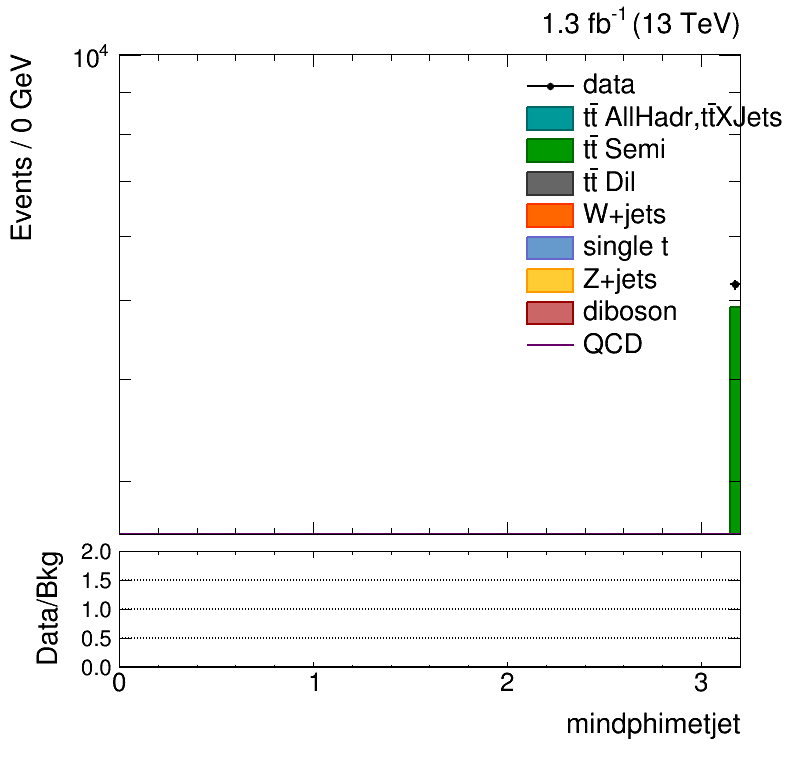 1.3 fb⁻¹ (13 TeV)
10⁴
Events / 0 GeV
data
tt̄ AllHadr,tt̄XJets
tt̄ Semi
tt̄ Dil
W+jets
single t
Z+jets
diboson
QCD
Data/Bkg
2.0
1.5
1.0
0.5
0.0
0 1 2 3
mindphimetjet